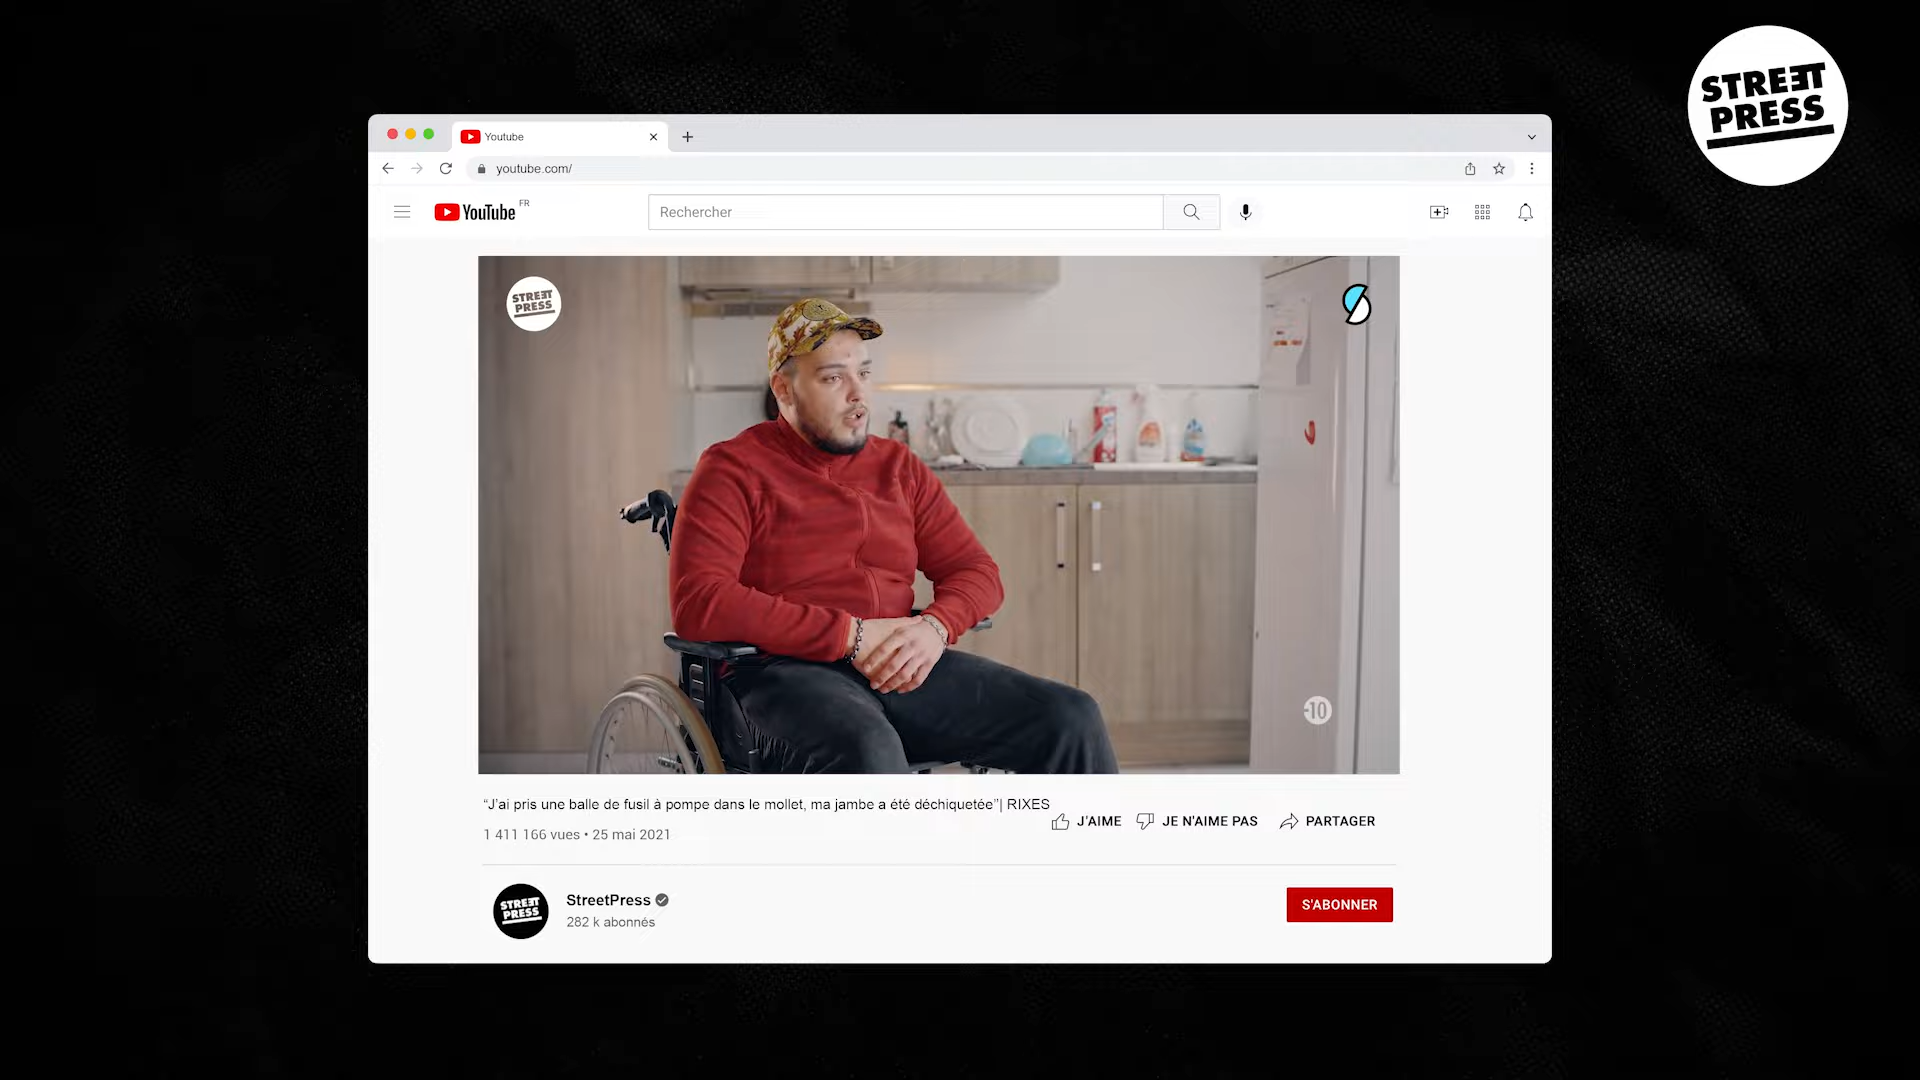 STREET
PRESS
Youtube
youtube.com/
YouTube FR
Rechercher
STREET
PRESS
-10
“J’ai pris une balle de fusil à pompe dans le mollet, ma jambe a été déchiquetée”| RIXES
1 411 166 vues • 25 mai 2021
J'AIME
JE N'AIME PAS
PARTAGER
STREET
PRESS
StreetPress
282 k abonnés
S'ABONNER